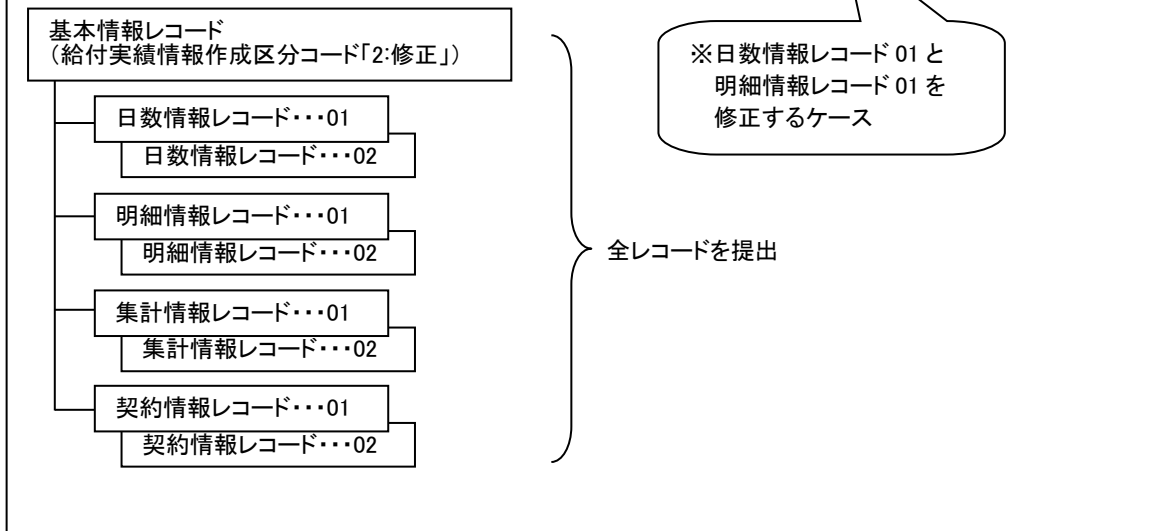 基本情報レコード
(給付実績情報作成区分コード「2:修正」)
※日数情報レコード 01 と
明細情報レコード 01 を
修正するケース
日数情報レコード・・・01
日数情報レコード・・・02
明細情報レコード・・・01
明細情報レコード・・・02
全レコードを提出
集計情報レコード・・・01
集計情報レコード・・・02
契約情報レコード・・・01
契約情報レコード・・・02